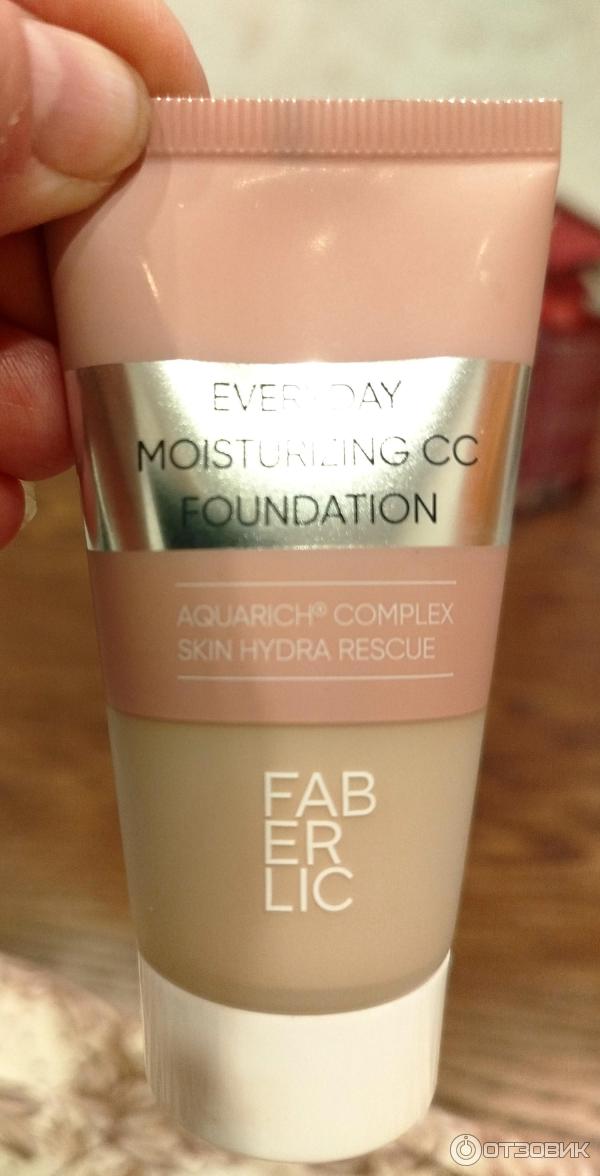 EVERYDAY
MOISTURIZING CC
FOUNDATION
AQUARICH® COMPLEX
SKIN HYDRA RESCUE
FAB
ER
LIC
ОТЗОВИК